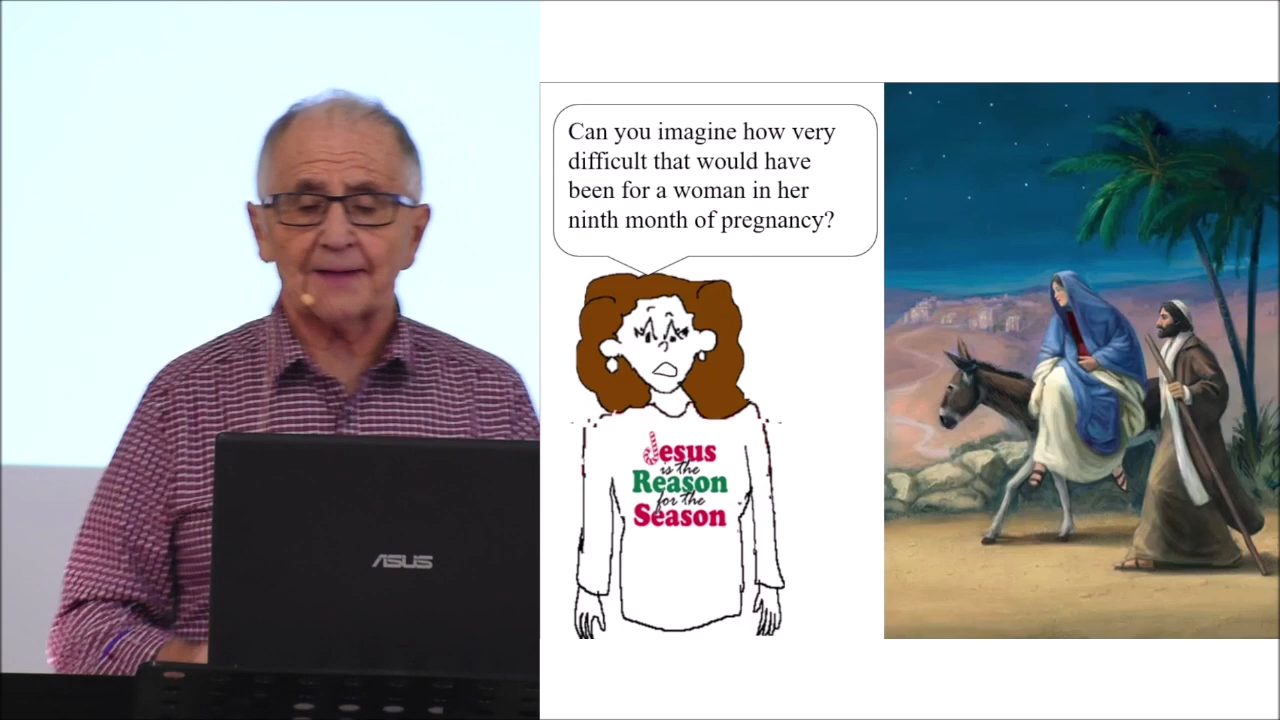 Can you imagine how very
difficult that would have
been for a woman in her
ninth month of pregnancy?
Jesus
is the
Reason
for the
Season
ASUS